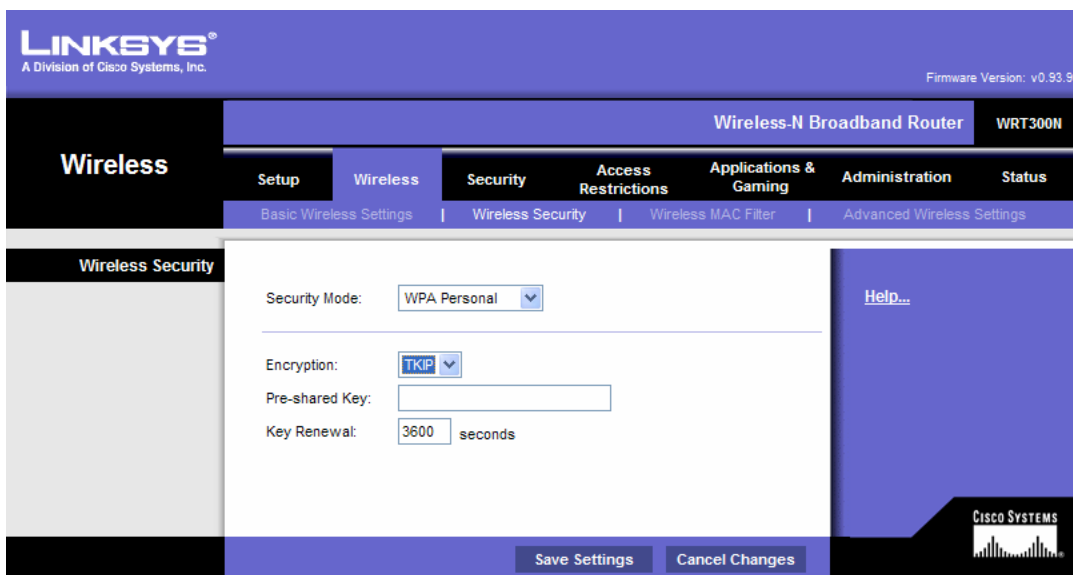 LINKSYS®
A Division of Cisco Systems, Inc.
Firmware Version: v0.93.9
Wireless-N Broadband Router WRT300N
Wireless
Setup Wireless Security Access Restrictions Applications & Gaming Administration Status
Basic Wireless Settings | Wireless Security | Wireless MAC Filter | Advanced Wireless Settings
Wireless Security
Security Mode: WPA Personal
Help...
Encryption: TKIP
Pre-shared Key:
Key Renewal: 3600 seconds
CISCO SYSTEMS
Save Settings Cancel Changes